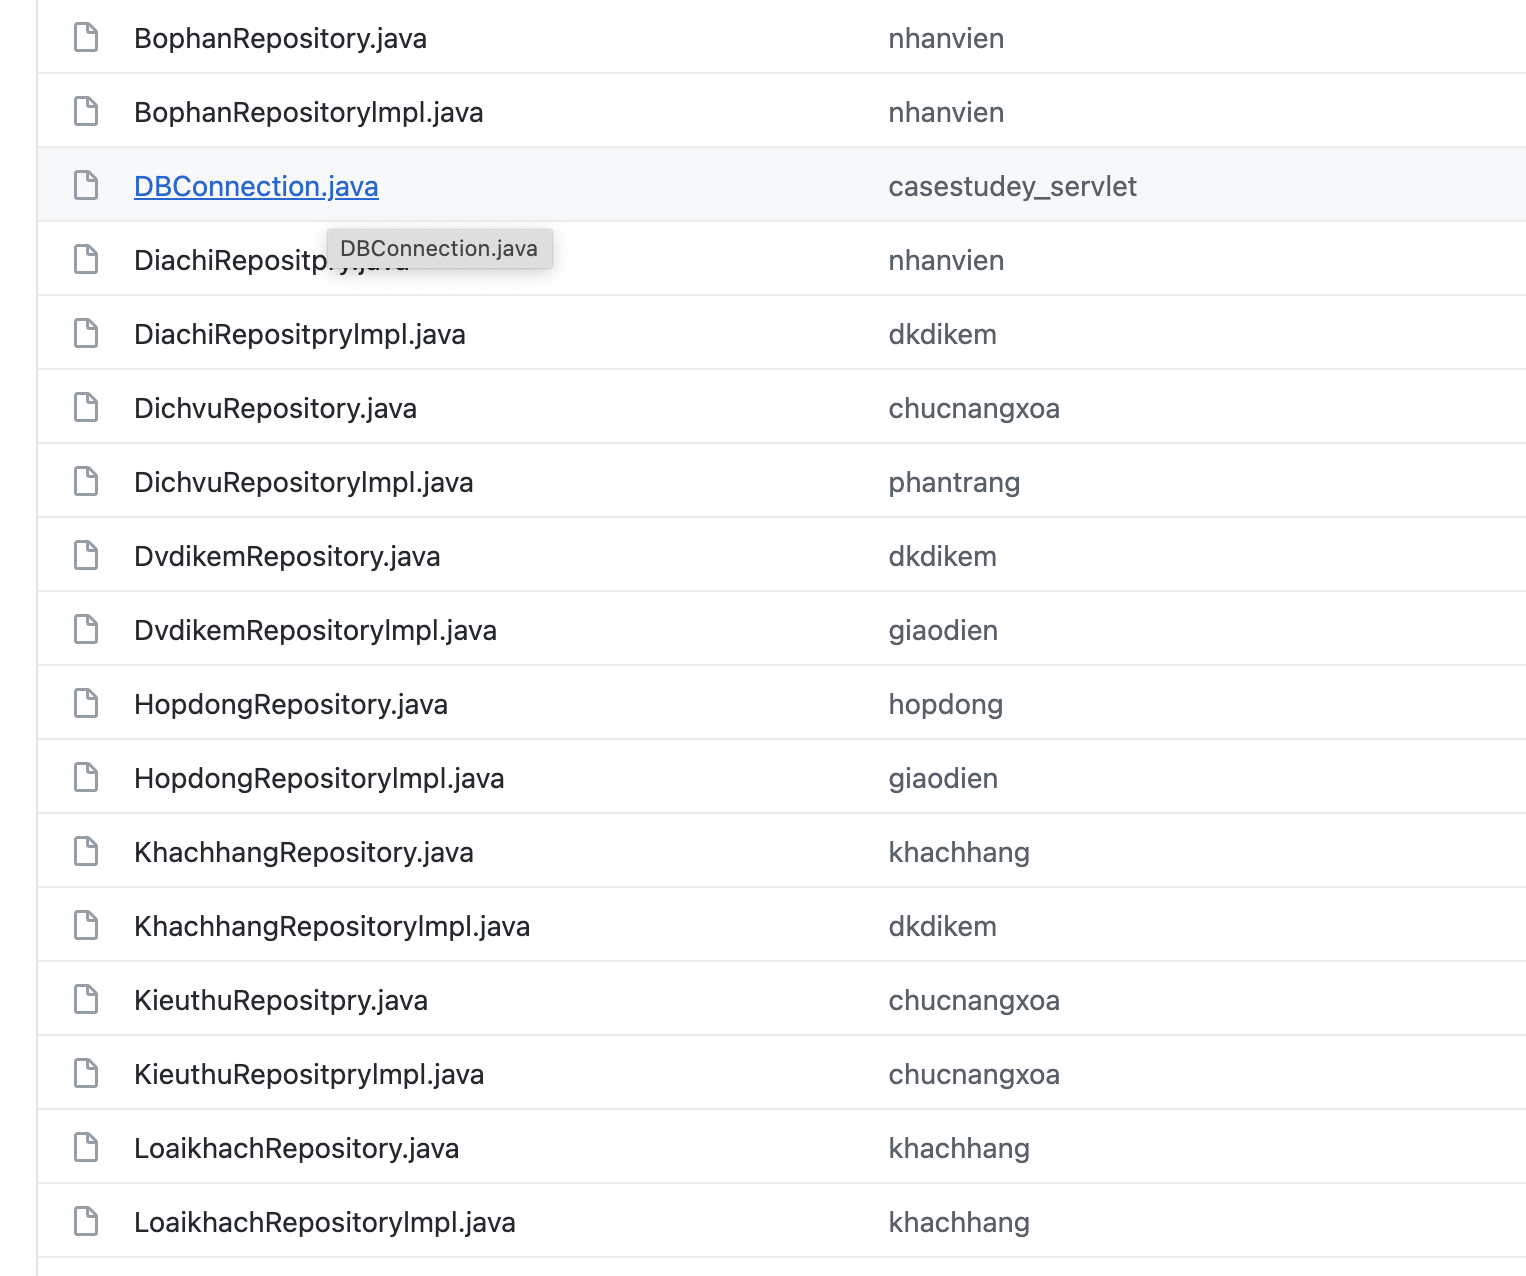 BophanRepository.java nhanvien
BophanRepositoryImpl.java nhanvien
DBConnection.java casestudey_servlet
DBConnection.java
nhanvien
DiachiRepositpryImpl.java dkdikem
DichvuRepository.java chucnangxoa
DichvuRepositoryImpl.java phantrang
DvdikemRepository.java dkdikem
DvdikemRepositoryImpl.java giaodien
HopdongRepository.java hopdong
HopdongRepositoryImpl.java giaodien
KhachhangRepository.java khachhang
KhachhangRepositoryImpl.java dkdikem
KieuthuRepositpry.java chucnangxoa
KieuthuRepositpryImpl.java chucnangxoa
LoaikhachRepository.java khachhang
LoaikhachRepositoryImpl.java khachhang